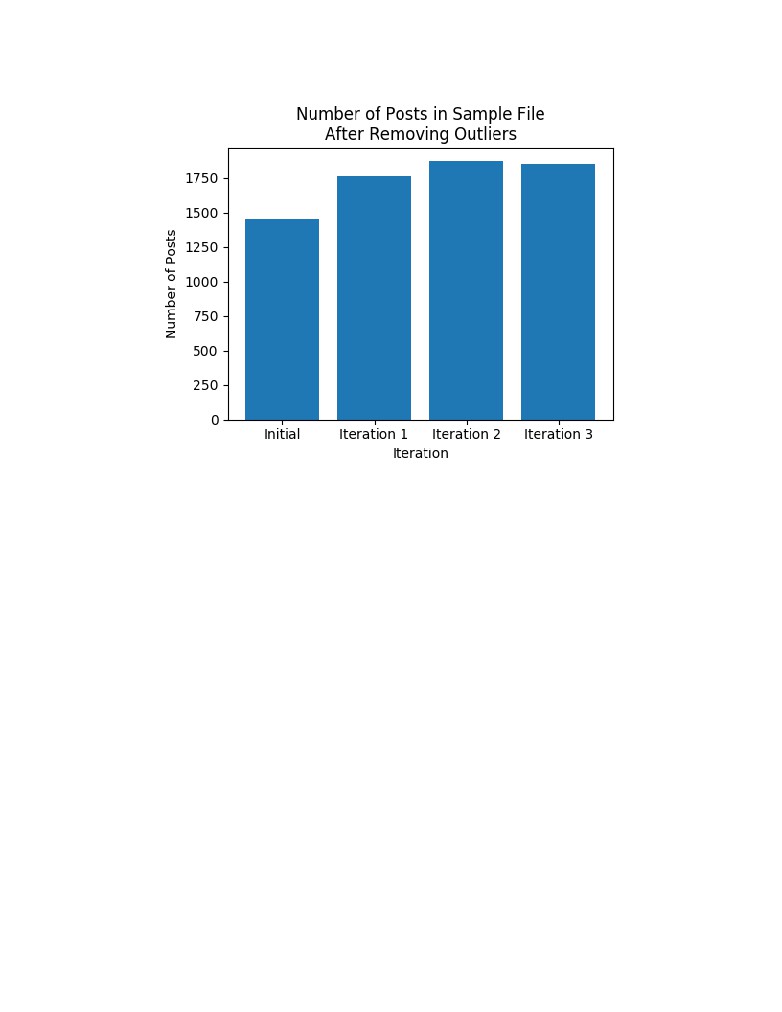 Number of Posts in Sample File
After Removing Outliers
Number of Posts
1750
1500
1250
1000
750
500
250
0
Initial
Iteration 1
Iteration 2
Iteration 3
Iteration